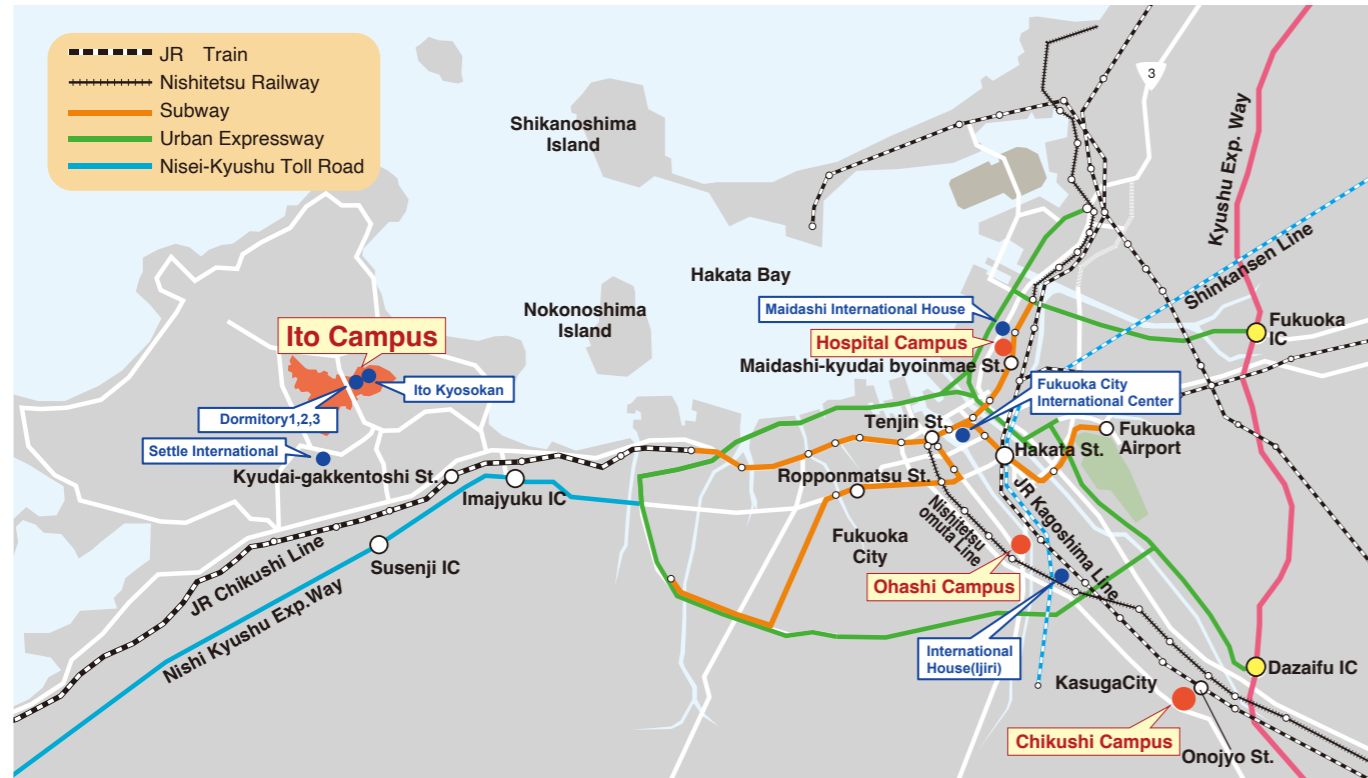 JR Train
Nishitetsu Railway
Subway
Urban Expressway
Nisei-Kyushu Toll Road
3
Shikanoshima
Island
Kyushu Exp. Way
Shinkansen Line
Hakata Bay
Nokonoshima
Island
Maidashi International House
Hospital Campus
Maidashi-kyudai byoinmae St.
Fukuoka
IC
Ito Campus
Ito Kyosokan
Dormitory1,2,3
Settle International
Kyudai-gakkentoshi St.
Imajyuku IC
Fukuoka City
International Center
Tenjin St.
Fukuoka
Airport
Hakata St.
Ropponmatsu St.
Nishitetsu
omuta Line
JR Kagoshima Line
Fukuoka
City
Susenji IC
JR Chikushi Line
Nishi Kyushu Exp.Way
Ohashi Campus
International
House(Ijiri)
KasugaCity
Dazaifu IC
Chikushi Campus
Onojyo St.